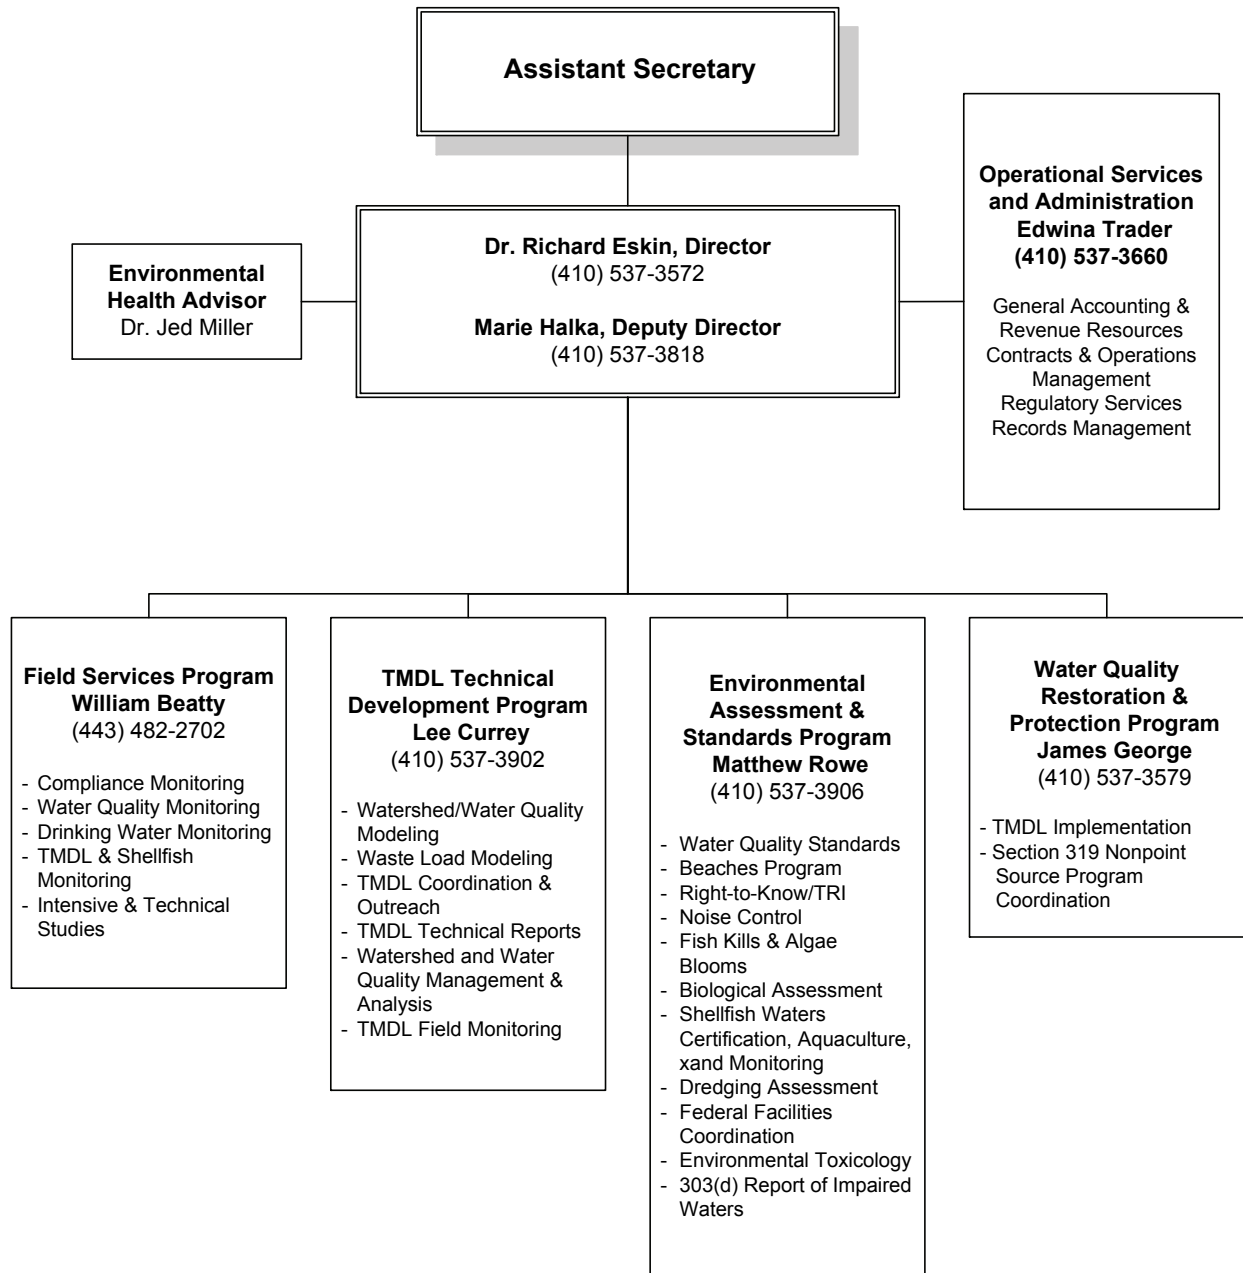 Assistant Secretary
Operational Services
and Administration
Edwina Trader
(410) 537-3660
General Accounting &
Revenue Resources
Contracts & Operations
Management
Regulatory Services
Records Management
Dr. Richard Eskin, Director
(410) 537-3572
Marie Halka, Deputy Director
(410) 537-3818
Environmental
Health Advisor
Dr. Jed Miller
Field Services Program
William Beatty
(443) 482-2702
- Compliance Monitoring
- Water Quality Monitoring
- Drinking Water Monitoring
- TMDL & Shellfish
Monitoring
- Intensive & Technical
Studies
TMDL Technical
Development Program
Lee Currey
(410) 537-3902
- Watershed/Water Quality
Modeling
- Waste Load Modeling
- TMDL Coordination &
Outreach
- TMDL Technical Reports
- Watershed and Water
Quality Management &
Analysis
- TMDL Field Monitoring
Environmental
Assessment &
Standards Program
Matthew Rowe
(410) 537-3906
- Water Quality Standards
- Beaches Program
- Right-to-Know/TRI
- Noise Control
- Fish Kills & Algae
Blooms
- Biological Assessment
- Shellfish Waters
Certification, Aquaculture,
xand Monitoring
- Dredging Assessment
- Federal Facilities
Coordination
- Environmental Toxicology
- 303(d) Report of Impaired
Waters
Water Quality
Restoration &
Protection Program
James George
(410) 537-3579
- TMDL Implementation
- Section 319 Nonpoint
Source Program
Coordination